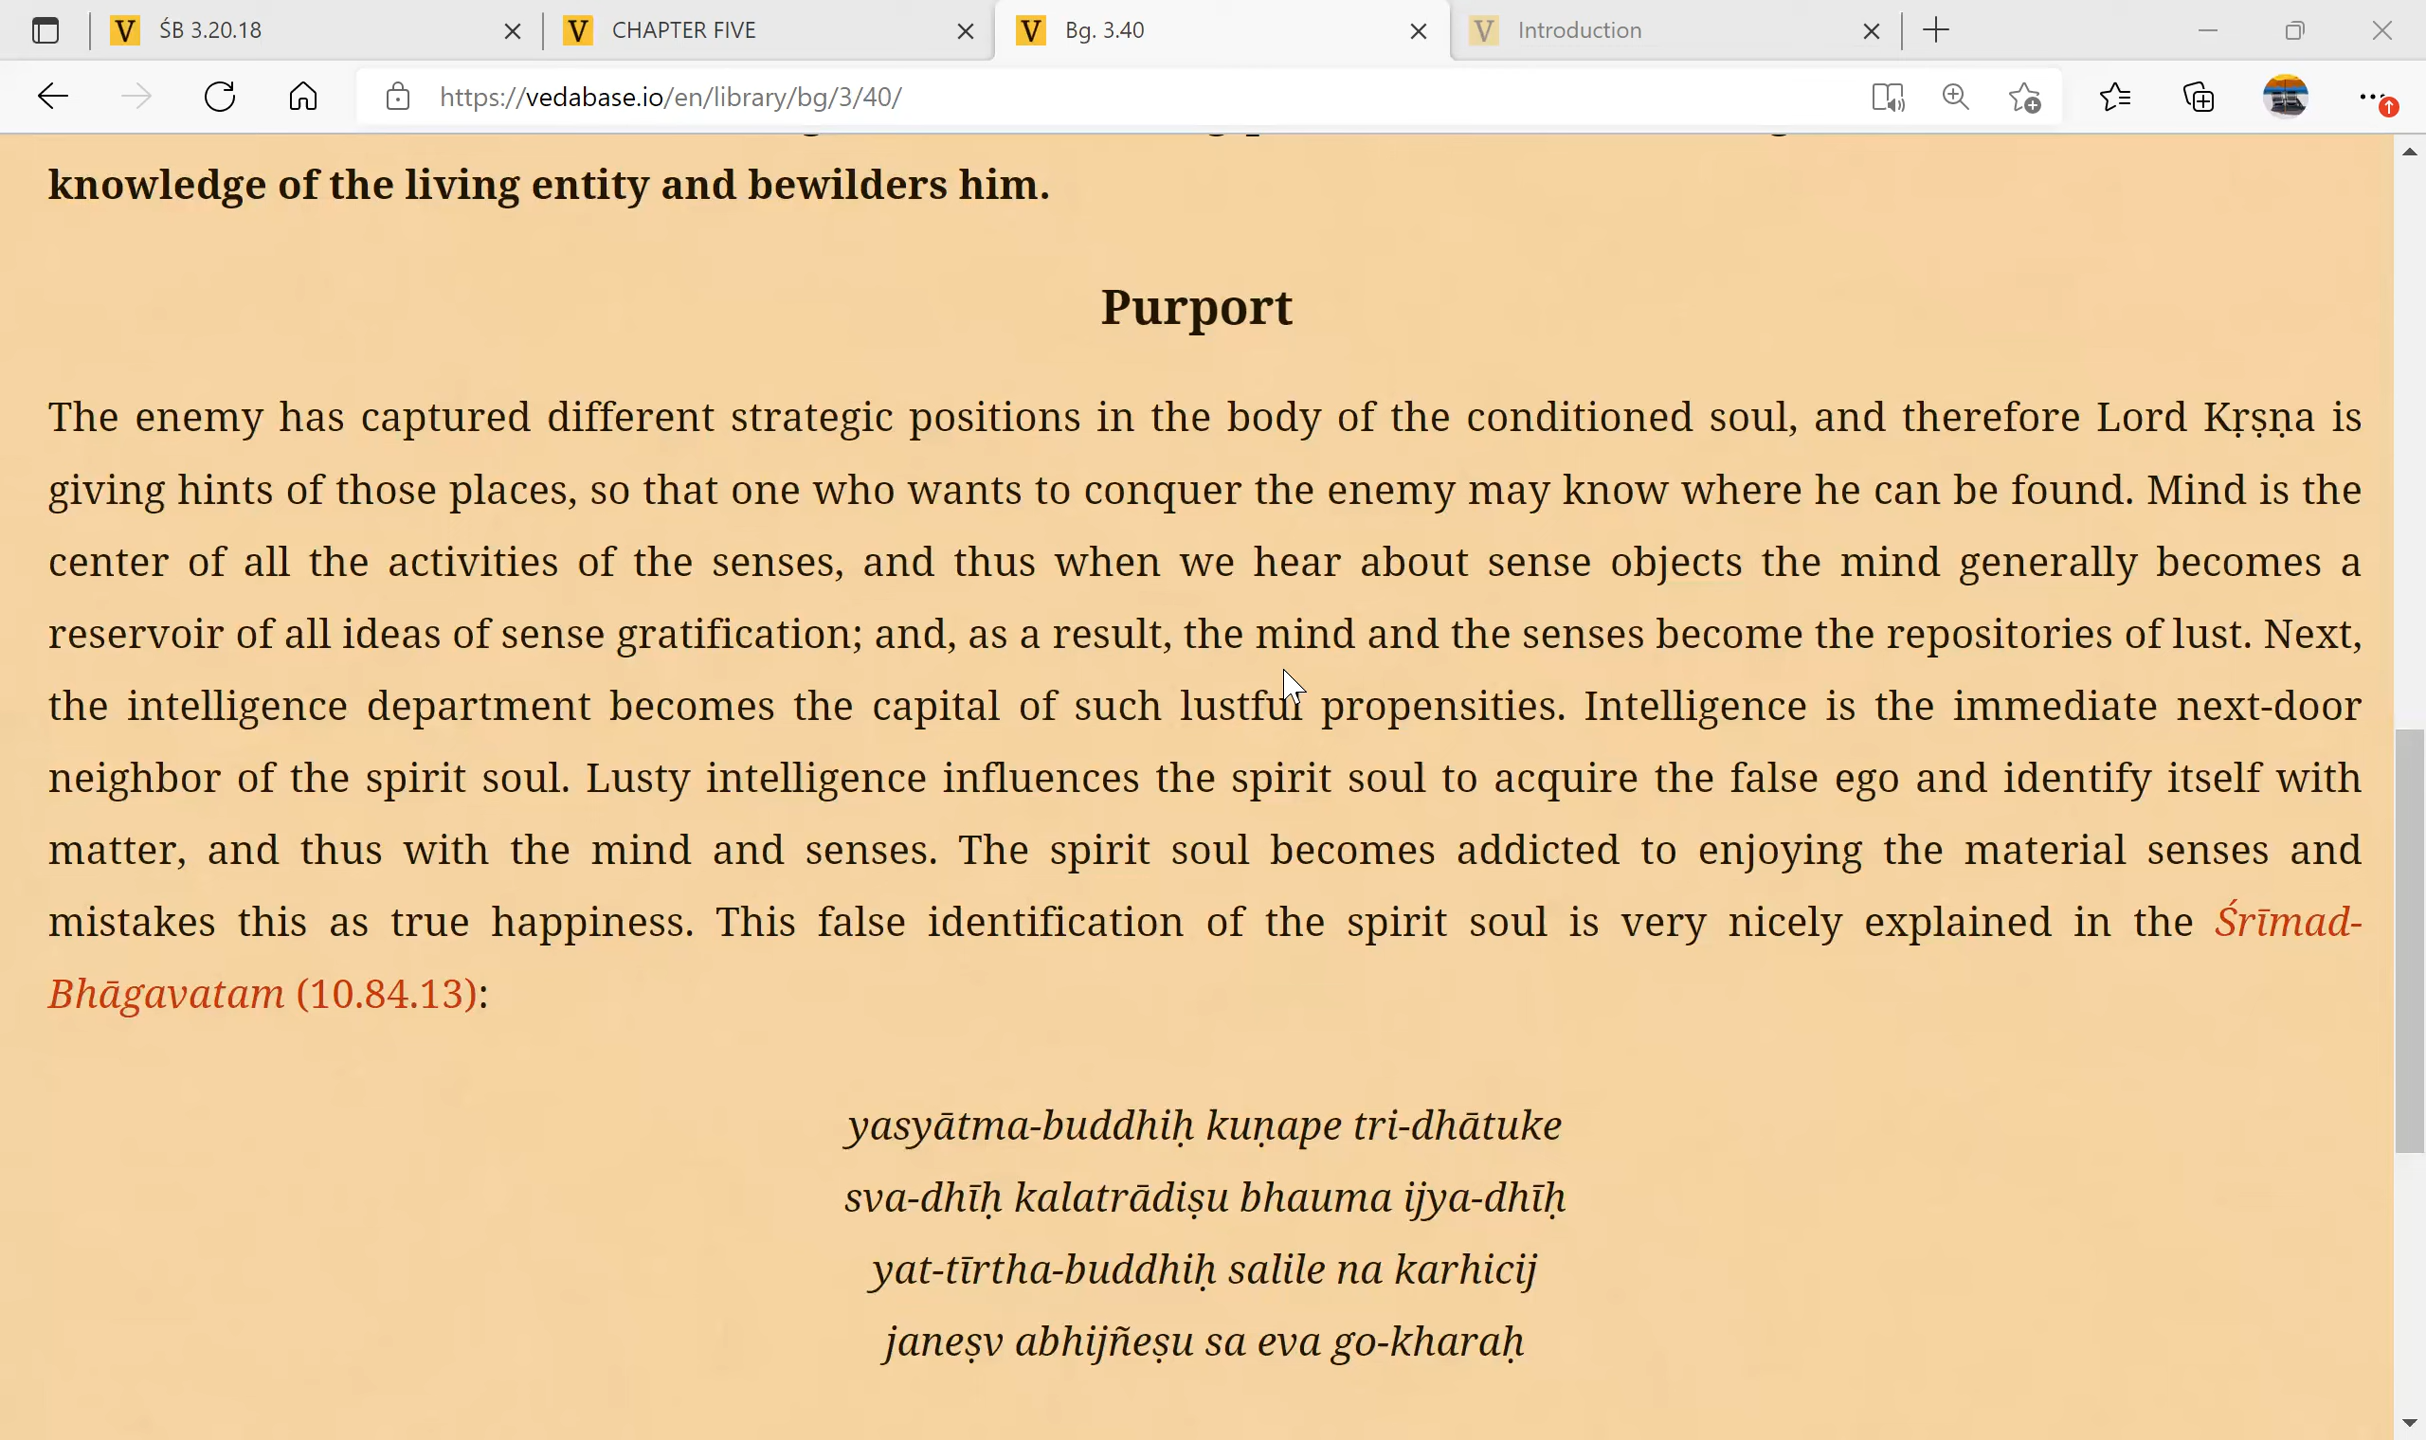 ŚB 3.20.18
CHAPTER FIVE
Bg. 3.40
Introduction
https://vedabase.io/en/library/bg/3/40/
knowledge of the living entity and bewilders him.
Purport
The enemy has captured different strategic positions in the body of the conditioned soul, and therefore Lord Kṛṣṇa is
giving hints of those places, so that one who wants to conquer the enemy may know where he can be found. Mind is the
center of all the activities of the senses, and thus when we hear about sense objects the mind generally becomes a
reservoir of all ideas of sense gratification; and, as a result, the mind and the senses become the repositories of lust. Next,
the intelligence department becomes the capital of such lustful propensities. Intelligence is the immediate next-door
neighbor of the spirit soul. Lusty intelligence influences the spirit soul to acquire the false ego and identify itself with
matter, and thus with the mind and senses. The spirit soul becomes addicted to enjoying the material senses and
mistakes this as true happiness. This false identification of the spirit soul is very nicely explained in the Śrīmad-
Bhāgavatam (10.84.13):
yasyātma-buddhiḥ kuṇape tri-dhātuke
sva-dhīḥ kalatrādiṣu bhauma ijya-dhīḥ
yat-tīrtha-buddhiḥ salile na karhicij
janeṣv abhijñeṣu sa eva go-kharaḥ